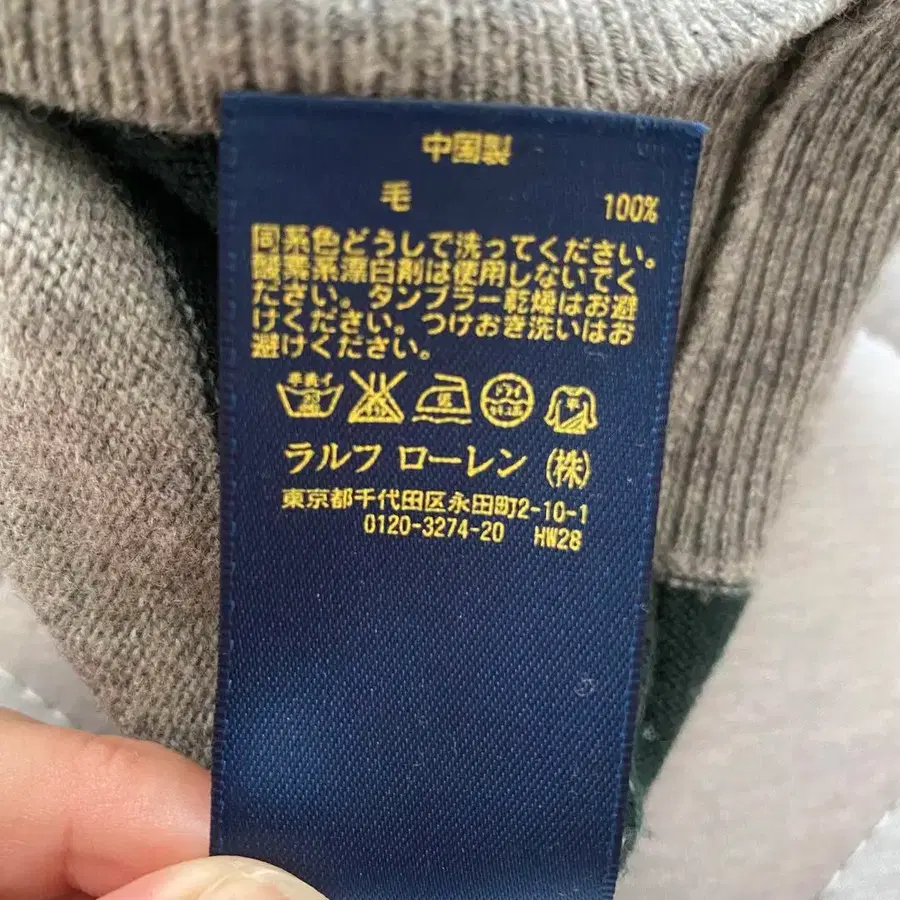 中国製
毛 100%
同系色どうしで洗ってください。
酸素系漂白剤は使用しないでく
ださい。タンブラー乾燥はお避
けください。つけおき洗いはお
避けください。
ラルフ ローレン (株)
東京都千代田区永田町2-10-1
0120-3274-20 HW28